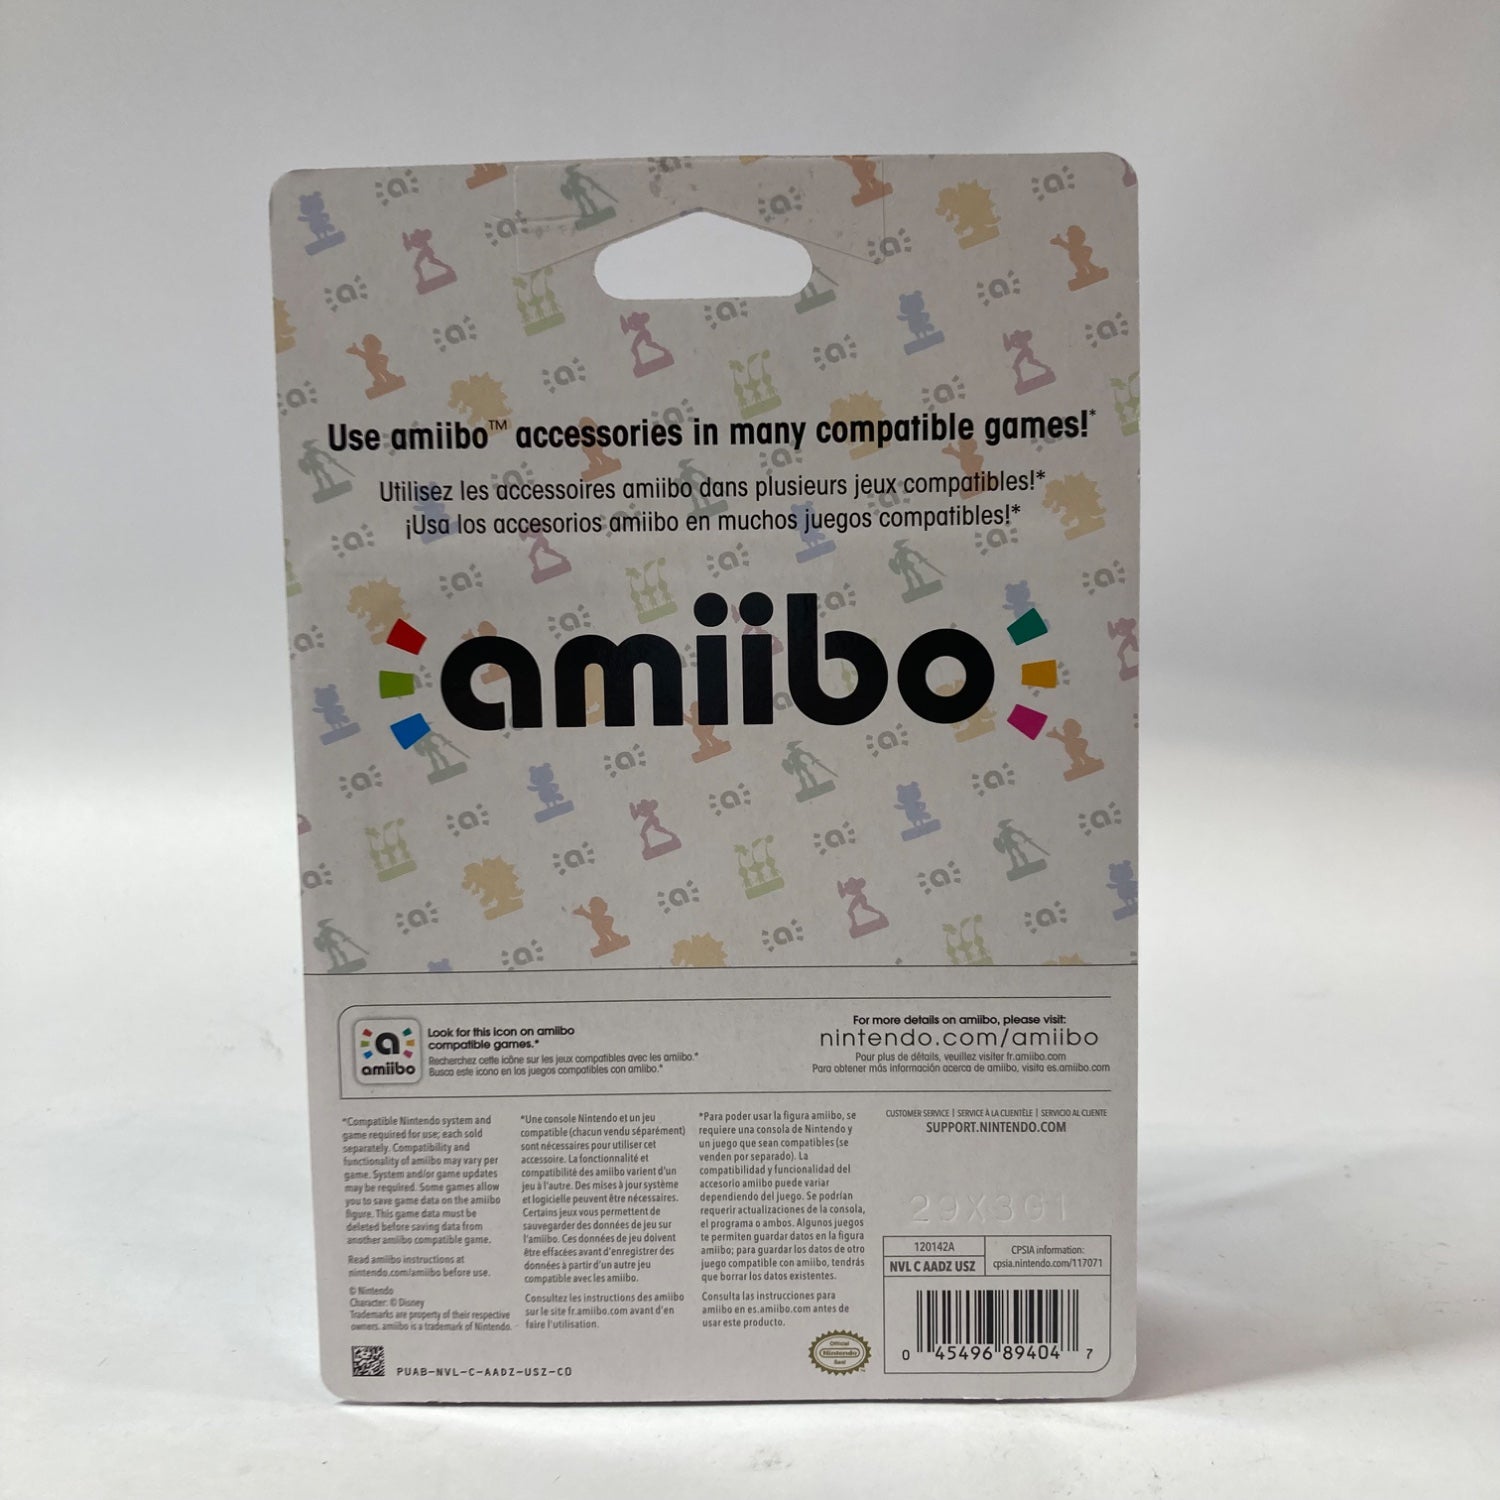 Use amiibo™ accessories in many compatible games!*
Utilisez les accessoires amiibo dans plusieurs jeux compatibles!*
¡Usa los accesorios amiibo en muchos juegos compatibles!*
amiibo
a
amiibo
Look for this icon on amiibo
compatible games.*
Recherchez cette icône sur les jeux compatibles avec les amiibo.*
Busca este icono en los juegos compatibles con amiibo.*
For more details on amiibo, please visit:
nintendo.com/amiibo
Pour plus de détails, veuillez visiter fr.amiibo.com
Para obtener más información acerca de amiibo, visita es.amiibo.com
*Compatible Nintendo system and
game required for use; each sold
separately. Compatibility and
functionality of amiibo may vary per
game. System and/or game updates
may be required. Some games allow
you to save game data on the amiibo
figure. This game data must be
deleted before saving data from
another amiibo compatible game.
Read amiibo instructions at
nintendo.com/amiibo before use.
© Nintendo
Character: © Disney
Trademarks are property of their respective
owners. amiibo is a trademark of Nintendo.
PUAB-NVL-C-AADZ-USZ-C0
*Une console Nintendo et un jeu
compatible (chacun vendu séparément)
sont nécessaires pour utiliser cet
accessoire. La fonctionnalité et
compatibilité des amiibo varient d'un
jeu à l'autre. Des mises à jour système
et logicielle peuvent être nécessaires.
Certains jeux vous permettent de
sauvegarder des données de jeu sur
l'amiibo. Ces données de jeu doivent
être effacées avant d'enregistrer des
données à partir d'un autre jeu
compatible avec les amiibo.
Consultez les instructions des amiibo
sur le site fr.amiibo.com avant d'en
faire l'utilisation.
*Para poder usar la figura amiibo, se
requiere una consola de Nintendo y
un juego que sean compatibles (se
venden por separado). La
compatibilidad y funcionalidad del
accesorio amiibo puede variar
dependiendo del juego. Se podrían
requerir actualizaciones de la consola,
el programa o ambos. Algunos juegos
te permiten guardar datos en la figura
amiibo; para guardar los datos de otro
juego compatible con amiibo, tendrás
que borrar los datos existentes.
Consulta las instrucciones para
amiibo en es.amiibo.com antes de
usar este producto.
Official
Nintendo
Seal
CUSTOMER SERVICE | SERVICE À LA CLIENTÈLE | SERVICIO AL CLIENTE
SUPPORT.NINTENDO.COM
120142A
NVL C AADZ USZ
CPSIA information:
cpsia.nintendo.com/117071
0 45496 89404 7